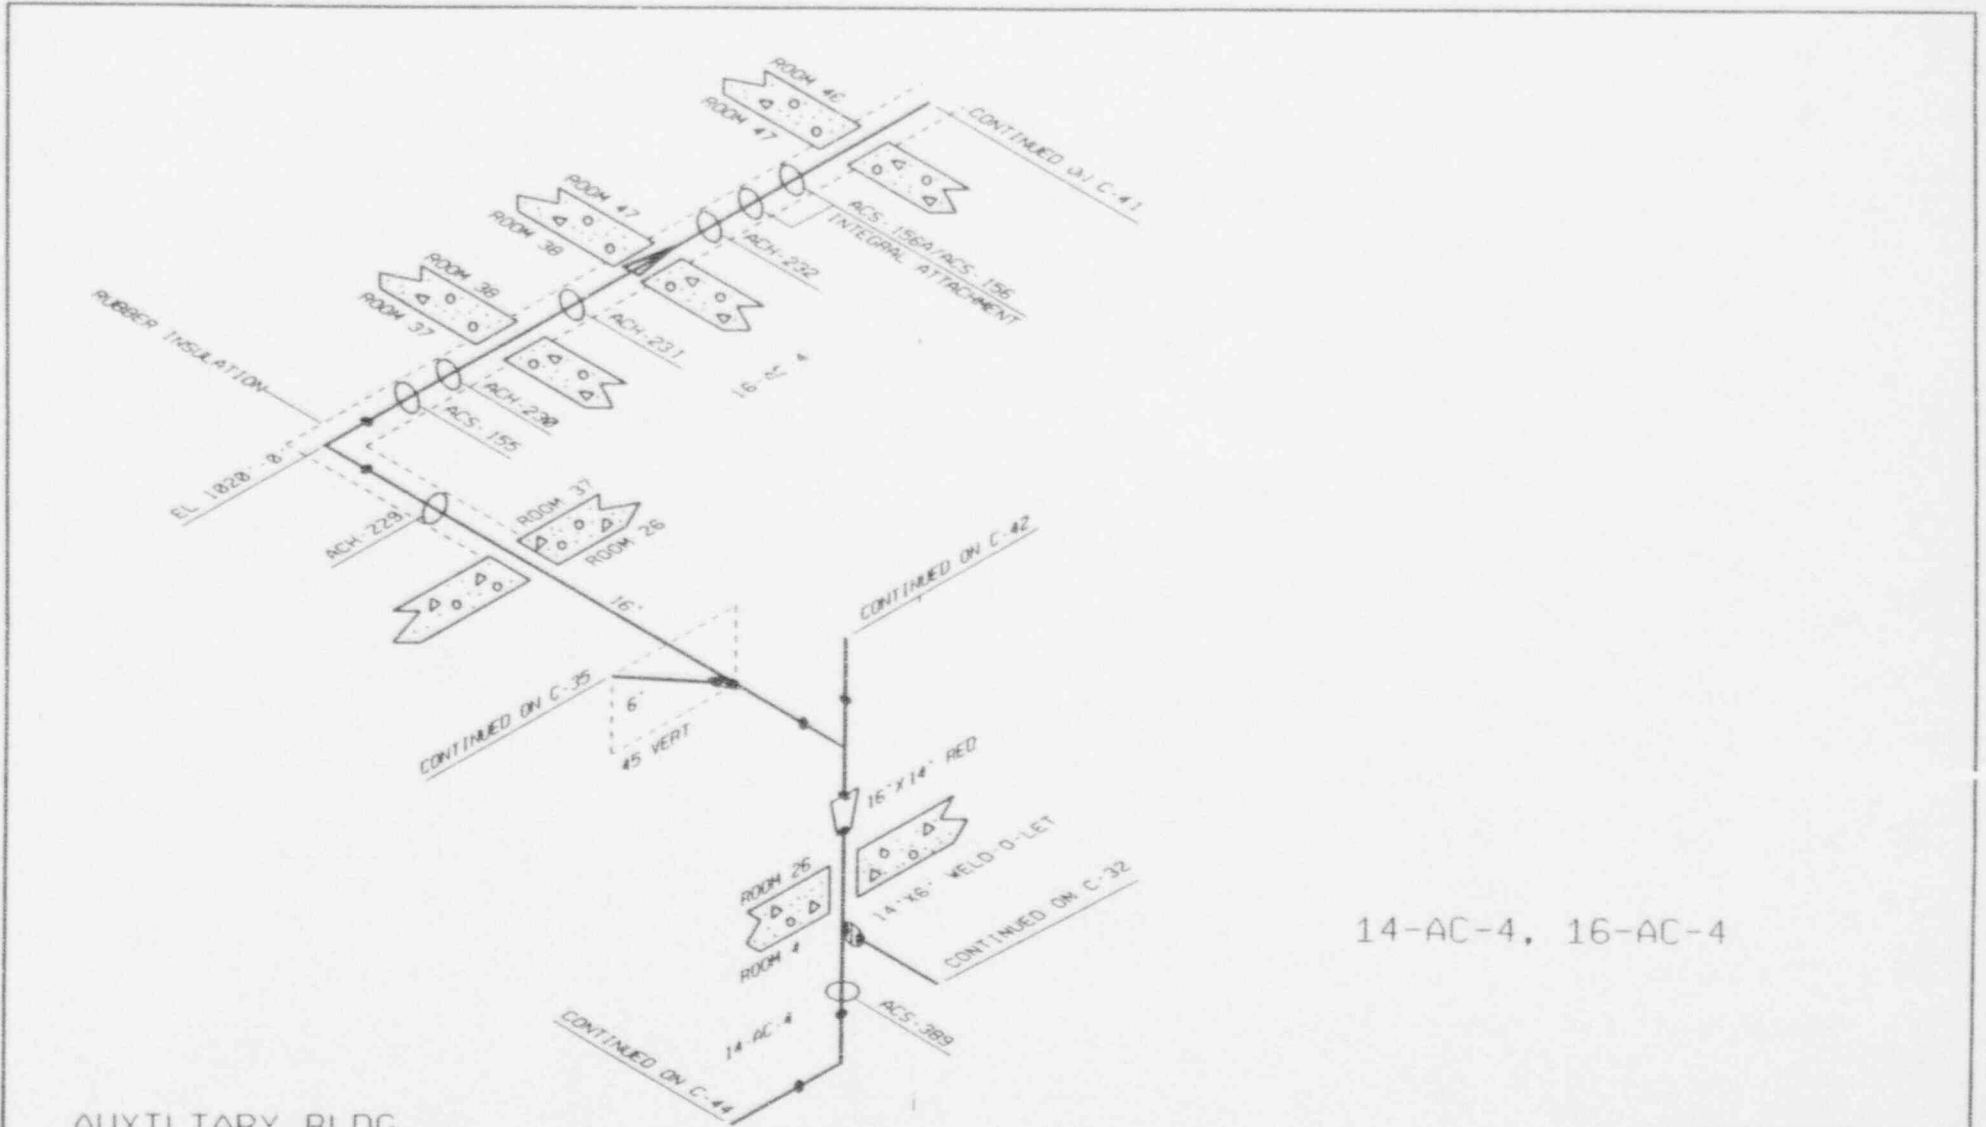 ROOM 46
ROOM 47
CONTINUED ON C-41
ROOM 47
ROOM 38
ACS-156A/ACS-156
INTEGRAL ATTACHMENT
ACH-232
ROOM 38
ROOM 37
ACH-231
RUBBER INSULATION
ACH-230
ACS-155
EL 1020'-0"
ACH-229
ROOM 37
ROOM 26
16"
CONTINUED ON C-42
CONTINUED ON C-35
6"
45 VERT
16"X14" RED
ROOM 26
ROOM 4
14"X6" WELD-O-LET
CONTINUED ON C-32
14-AC-4, 16-AC-4
ACS-389
14-AC-4
CONTINUED ON C-44
AUXILIARY BLDG